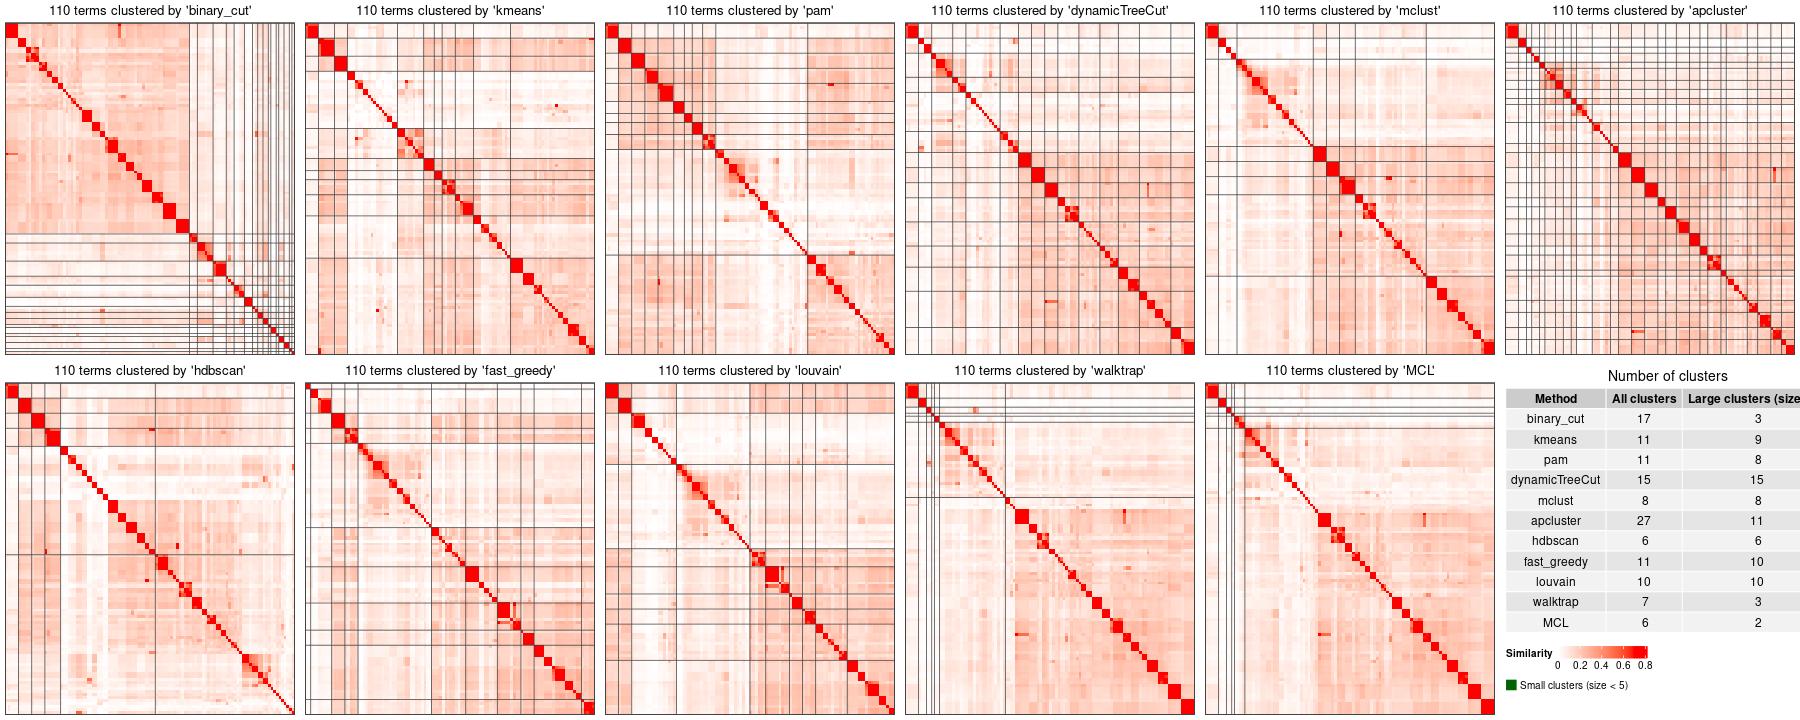 110 terms clustered by 'binary_cut'
110 terms clustered by 'kmeans'
110 terms clustered by 'pam'
110 terms clustered by 'dynamicTreeCut'
110 terms clustered by 'mclust'
110 terms clustered by 'apcluster'
110 terms clustered by 'hdbscan'
110 terms clustered by 'fast_greedy'
110 terms clustered by 'louvain'
110 terms clustered by 'walktrap'
110 terms clustered by 'MCL'
Number of clusters
Method All clusters Large clusters (size
binary_cut 17 3
kmeans 11 9
pam 11 8
dynamicTreeCut 15 15
mclust 8 8
apcluster 27 11
hdbscan 6 6
fast_greedy 11 10
louvain 10 10
walktrap 7 3
MCL 6 2
Similarity
0 0.2 0.4 0.6 0.8
Small clusters (size < 5)